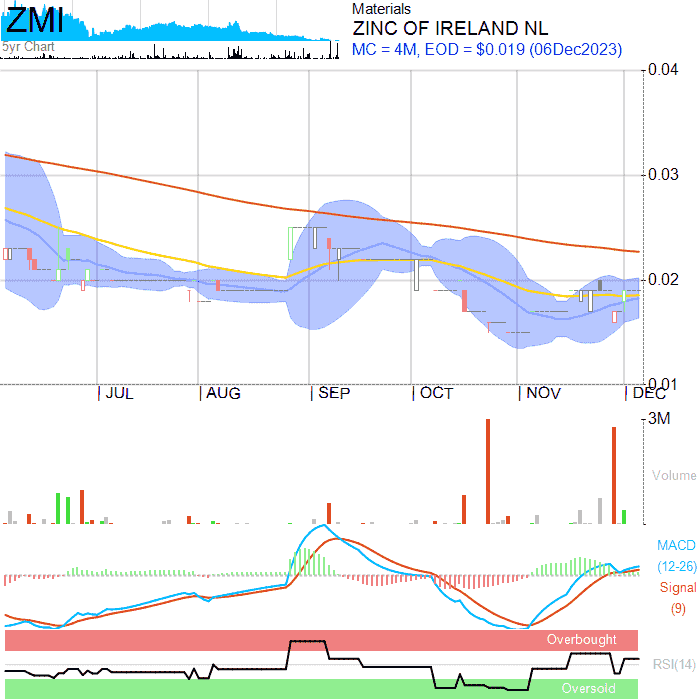 ZMI
5yr Chart
Materials
ZINC OF IRELAND NL
MC = 4M, EOD = $0.019 (06Dec2023)
0.04
0.03
0.02
0.01
JUL
AUG
SEP
OCT
NOV
DEC
3M
Volume
MACD
(12-26)
Signal
(9)
Overbought
RSI(14)
Oversold